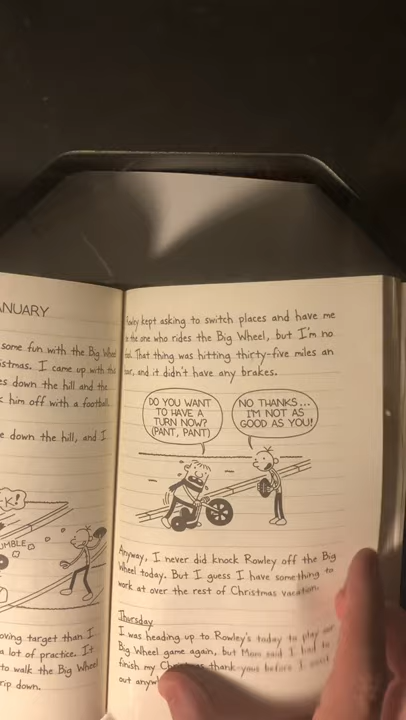 ANUARY
some fun with the Big Wheel
istmas. I came up with this
es down the hill and the
k him off with a football.
e down the hill, and I
K!
UMBLE
oving target than I
a lot of practice. It
to walk the Big Wheel
rip down.
Rowley kept asking to switch places and have me
the one who rides the Big Wheel, but I'm no
That thing was hitting thirty-five miles an
and it didn't have any brakes.
DO YOU WANT
TO HAVE A
TURN NOW?
(PANT, PANT)
NO THANKS...
I'M NOT AS
GOOD AS YOU!
Anyway, I never did knock Rowley off the Big
Wheel today. But I guess I have something to
work at over the rest of Christmas vacation.
Thursday
I was heading up to Rowley's today to play our
Big Wheel game again, but Mom said I had to
finish my Christmas thank-yous before I went
out anyw